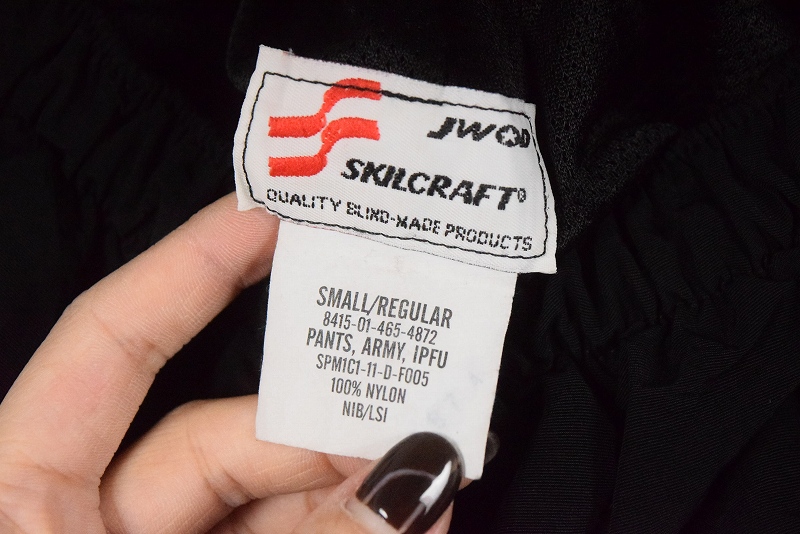 JWOD
SKILCRAFT®
QUALITY BLIND-MADE PRODUCTS
SMALL/REGULAR
8415-01-465-4872
PANTS, ARMY, IPFU
SPM1C1-11-D-F005
100% NYLON
NIB/LSI